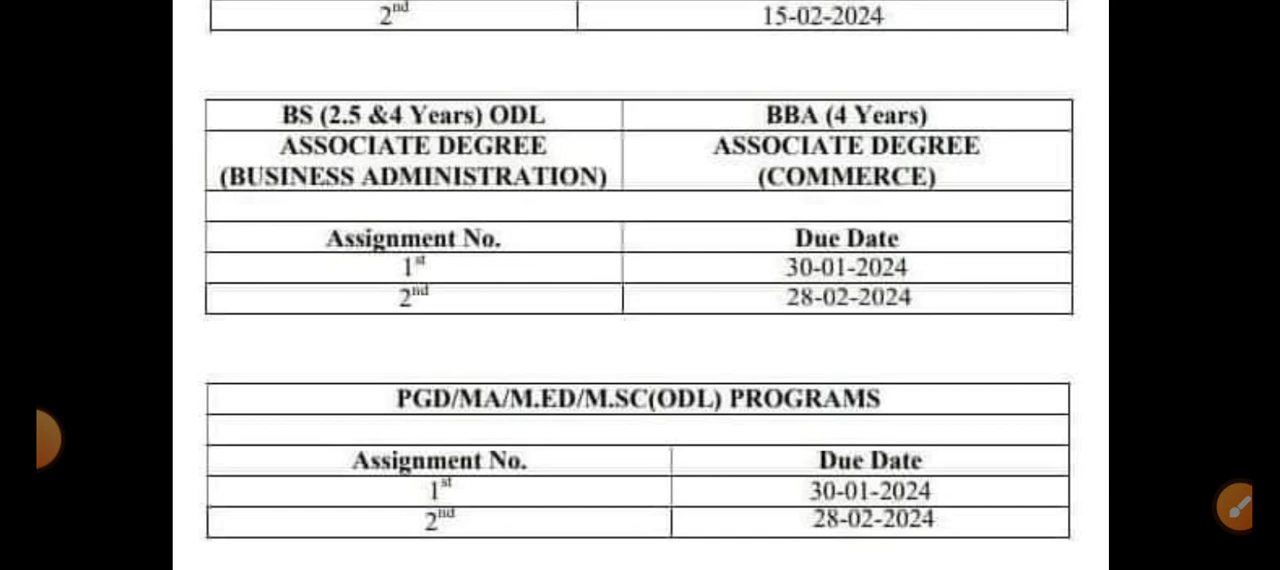 2nd 15-02-2024
BS (2.5 &4 Years) ODL BBA (4 Years)
ASSOCIATE DEGREE ASSOCIATE DEGREE
(BUSINESS ADMINISTRATION) (COMMERCE)
Assignment No. Due Date
1st 30-01-2024
2nd 28-02-2024
PGD/MA/M.ED/M.SC(ODL) PROGRAMS
Assignment No. Due Date
1st 30-01-2024
2nd 28-02-2024